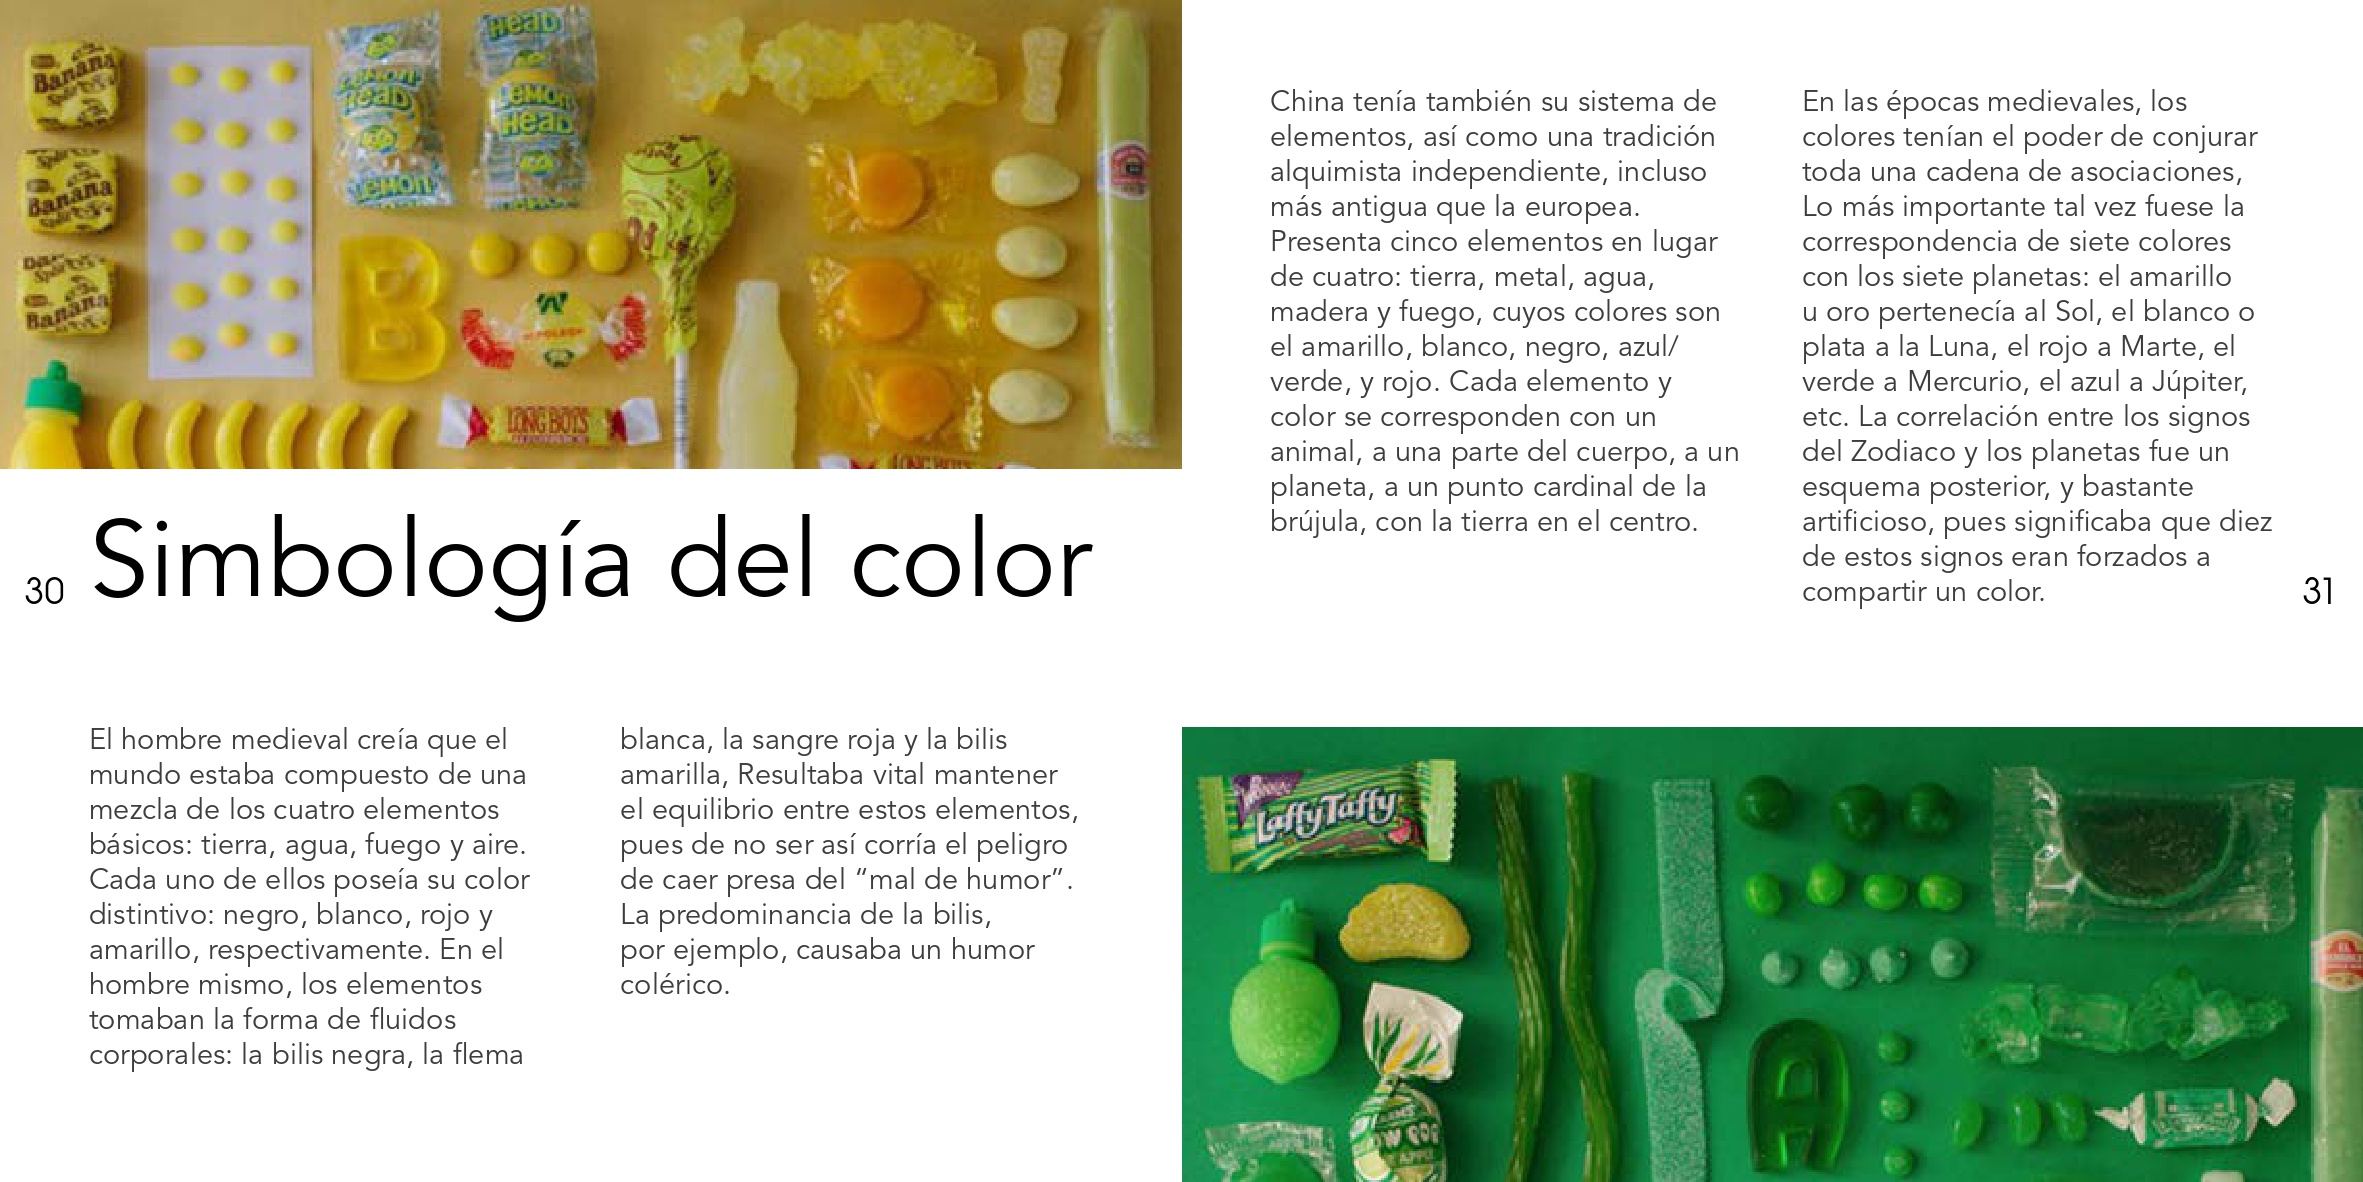 Banana
Split
Banana
Banana
Lemon
Head
Lemon
Head
Lemon
Head
LONG BOYS
30
Simbología del color
El hombre medieval creía que el
mundo estaba compuesto de una
mezcla de los cuatro elementos
básicos: tierra, agua, fuego y aire.
Cada uno de ellos poseía su color
distintivo: negro, blanco, rojo y
amarillo, respectivamente. En el
hombre mismo, los elementos
tomaban la forma de fluidos
corporales: la bilis negra, la flema
blanca, la sangre roja y la bilis
amarilla, Resultaba vital mantener
el equilibrio entre estos elementos,
pues de no ser así corría el peligro
de caer presa del “mal de humor”.
La predominancia de la bilis,
por ejemplo, causaba un humor
colérico.
China tenía también su sistema de
elementos, así como una tradición
alquimista independiente, incluso
más antigua que la europea.
Presenta cinco elementos en lugar
de cuatro: tierra, metal, agua,
madera y fuego, cuyos colores son
el amarillo, blanco, negro, azul/
verde, y rojo. Cada elemento y
color se corresponden con un
animal, a una parte del cuerpo, a un
planeta, a un punto cardinal de la
brújula, con la tierra en el centro.
En las épocas medievales, los
colores tenían el poder de conjurar
toda una cadena de asociaciones,
Lo más importante tal vez fuese la
correspondencia de siete colores
con los siete planetas: el amarillo
u oro pertenecía al Sol, el blanco o
plata a la Luna, el rojo a Marte, el
verde a Mercurio, el azul a Júpiter,
etc. La correlación entre los signos
del Zodiaco y los planetas fue un
esquema posterior, y bastante
artificioso, pues significaba que diez
de estos signos eran forzados a
compartir un color.
31
Laffy Taffy